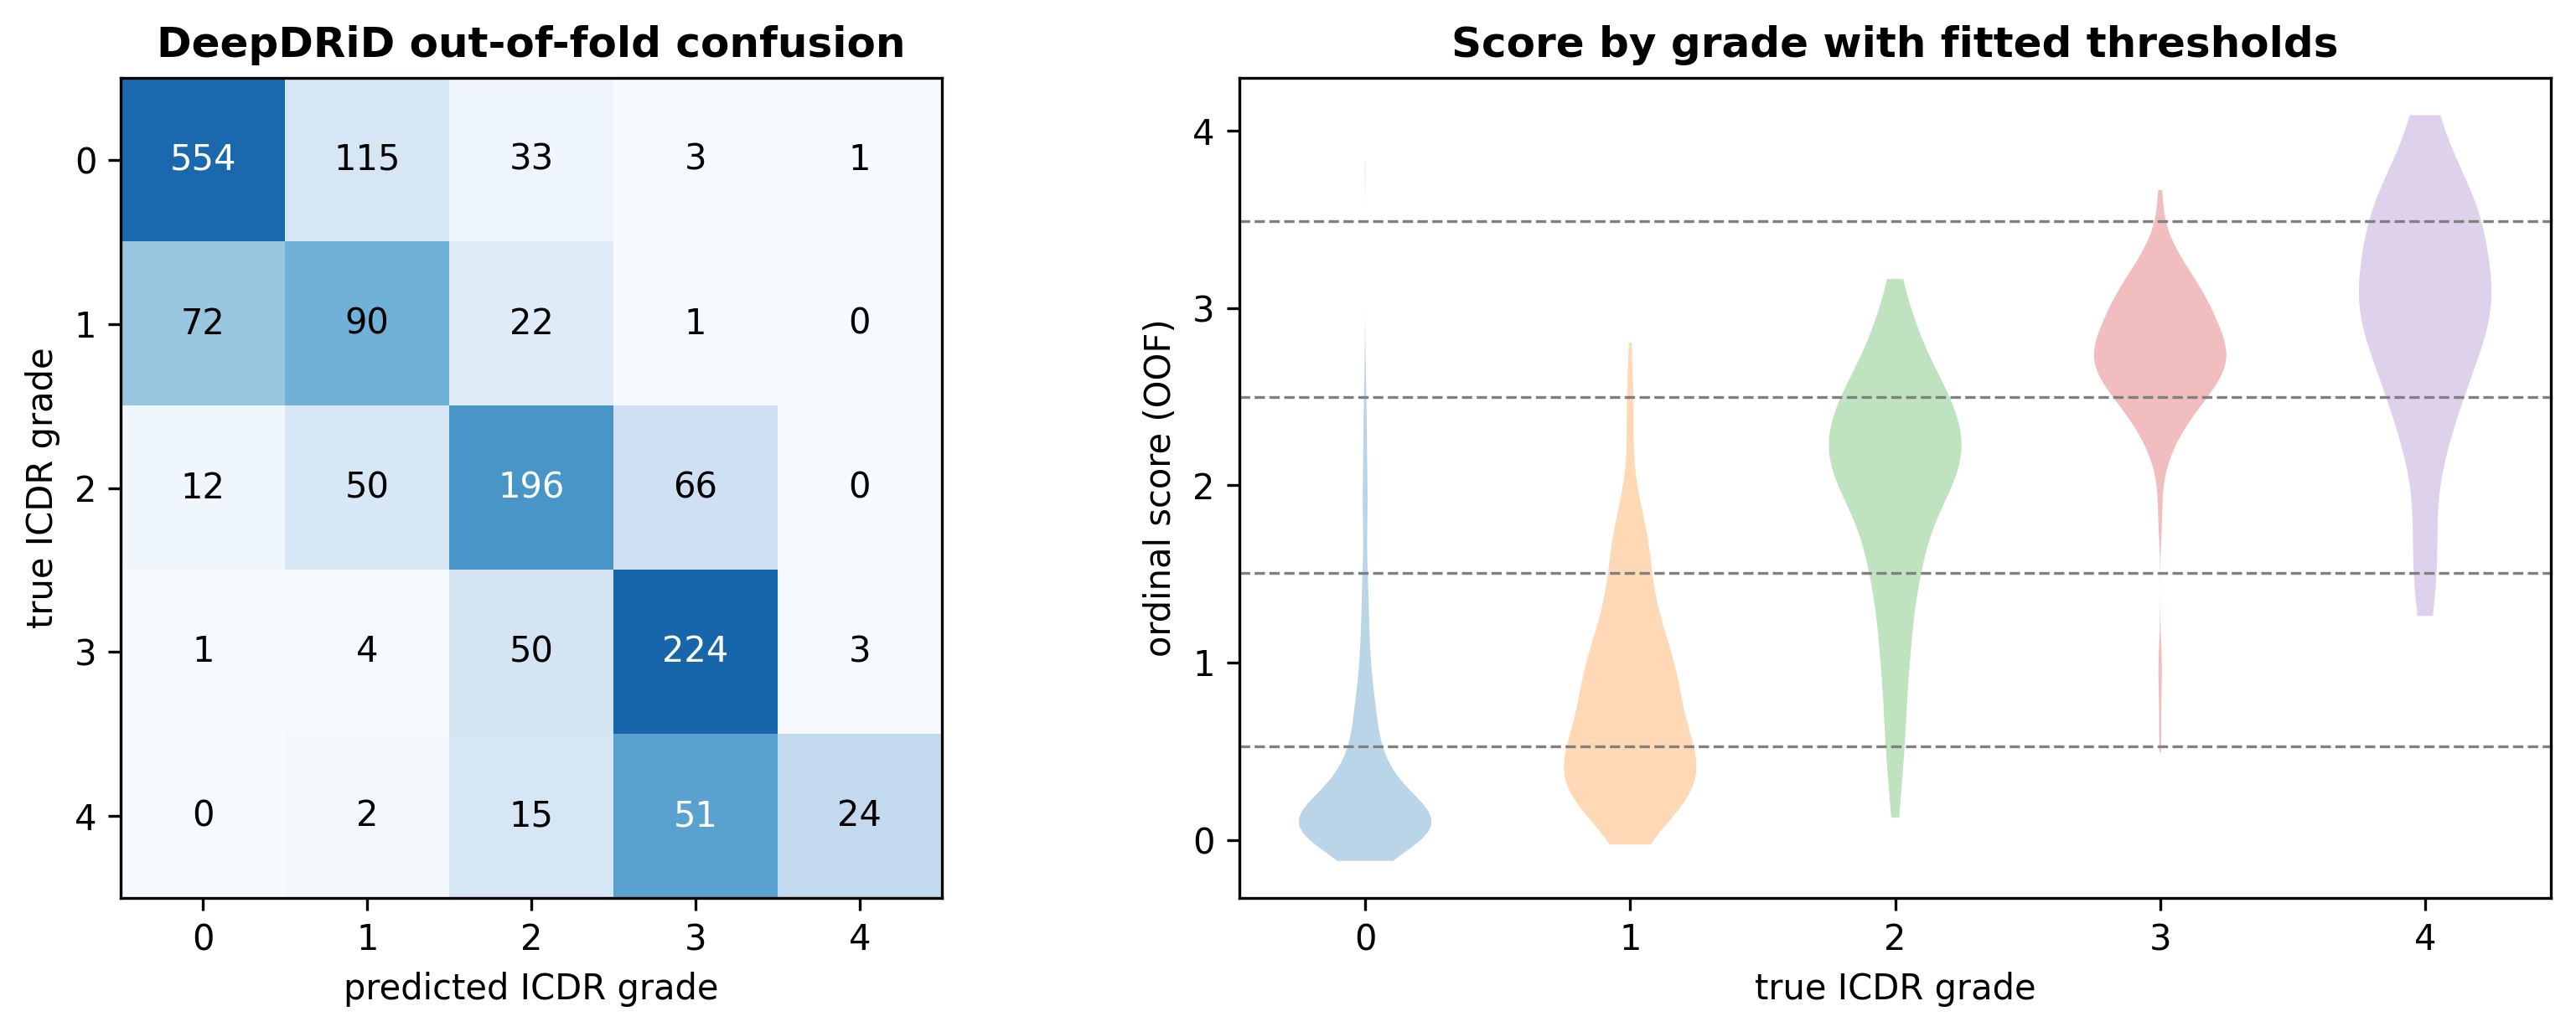 DeepDRiD out-of-fold confusion
true ICDR grade
0 554 115 33 3 1
1 72 90 22 1 0
2 12 50 196 66 0
3 1 4 50 224 3
4 0 2 15 51 24
0 1 2 3 4
predicted ICDR grade
Score by grade with fitted thresholds
ordinal score (OOF)
4
3
2
1
0
0 1 2 3 4
true ICDR grade